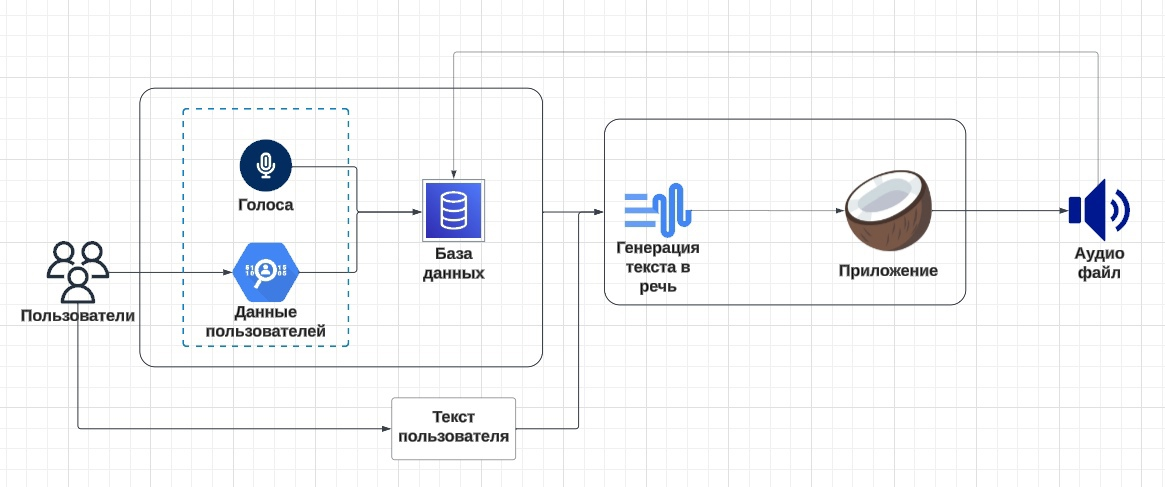 Голоса
База
данных
Данные
пользователей
Пользователи
Текст
пользователя
Генерация
текста в
речь
Приложение
Аудио
файл